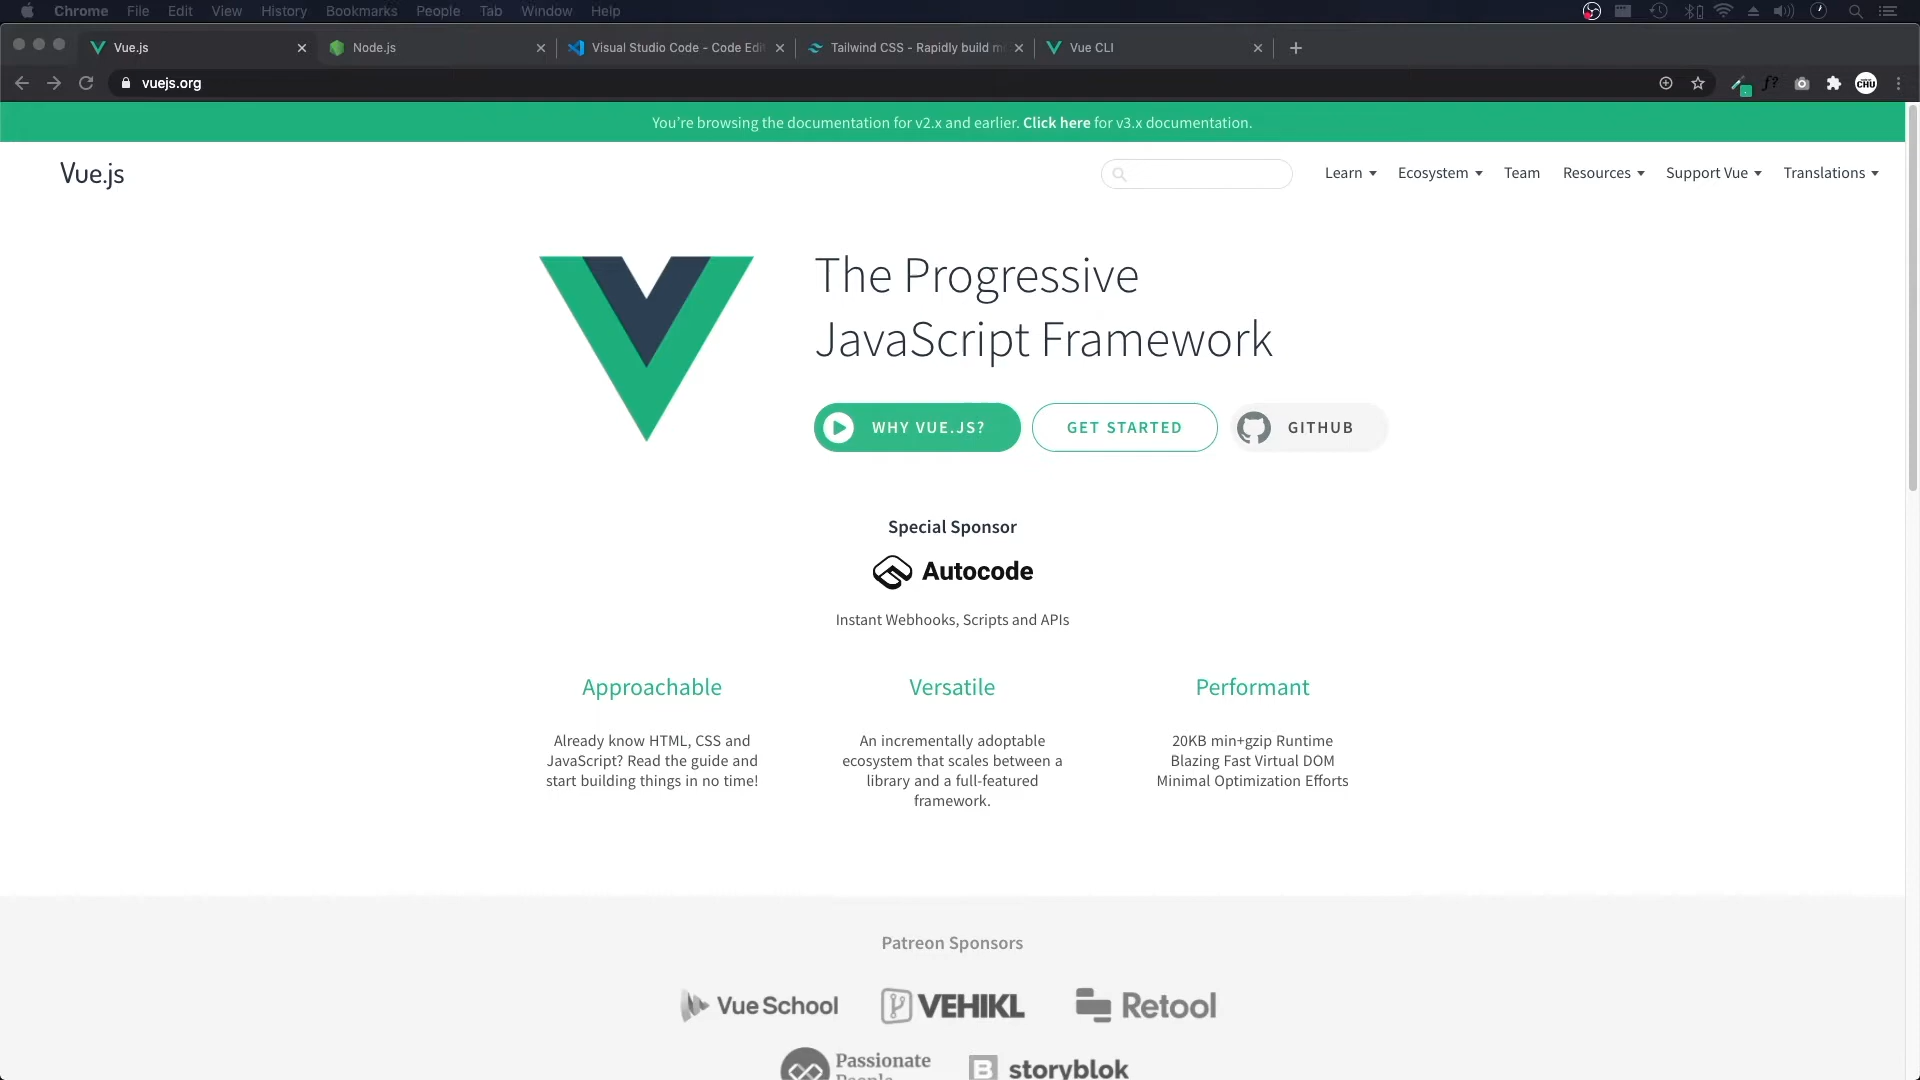 Chrome File Edit View History Bookmarks People Tab Window Help
Vue.js
Node.js
Visual Studio Code - Code Edi
Tailwind CSS - Rapidly build m
Vue CLI
vuejs.org
f?
CHU
You're browsing the documentation for v2.x and earlier. Click here for v3.x documentation.
Vue.js
Learn Ecosystem Team Resources Support Vue Translations
The Progressive
JavaScript Framework
WHY VUE.JS?
GET STARTED
GITHUB
Special Sponsor
Autocode
Instant Webhooks, Scripts and APIs
Approachable
Already know HTML, CSS and
JavaScript? Read the guide and
start building things in no time!
Versatile
An incrementally adoptable
ecosystem that scales between a
library and a full-featured
framework.
Performant
20KB min+gzip Runtime
Blazing Fast Virtual DOM
Minimal Optimization Efforts
Patreon Sponsors
Vue School
VEHIKL
Retool
Passionate
People
storyblok